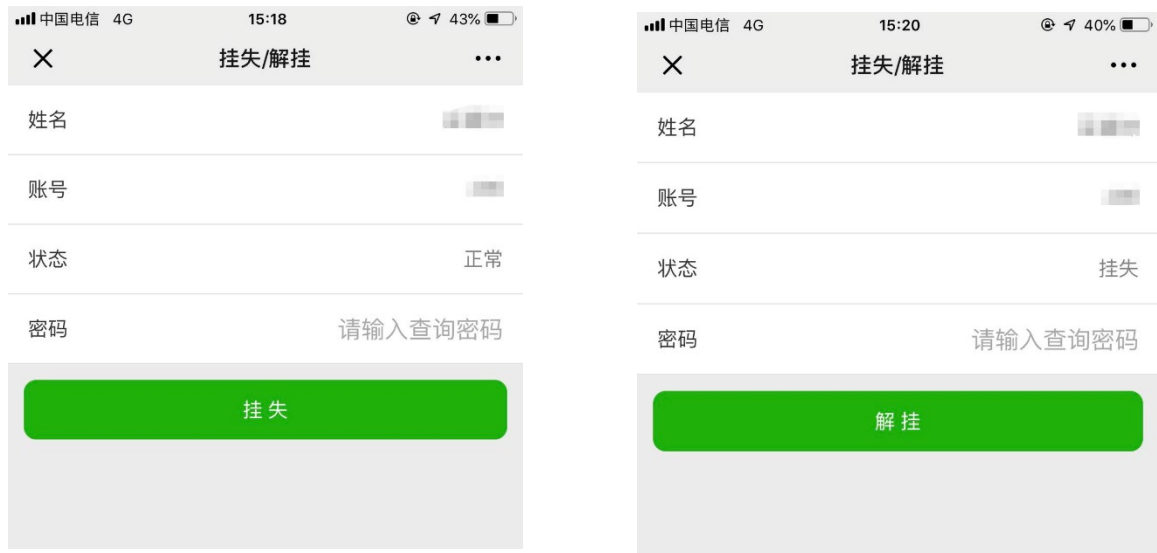 中国电信 4G 15:18 43%
挂失/解挂
姓名
账号
状态 正常
密码 请输入查询密码
挂失
中国电信 4G 15:20 40%
挂失/解挂
姓名
账号
状态 挂失
密码 请输入查询密码
解挂